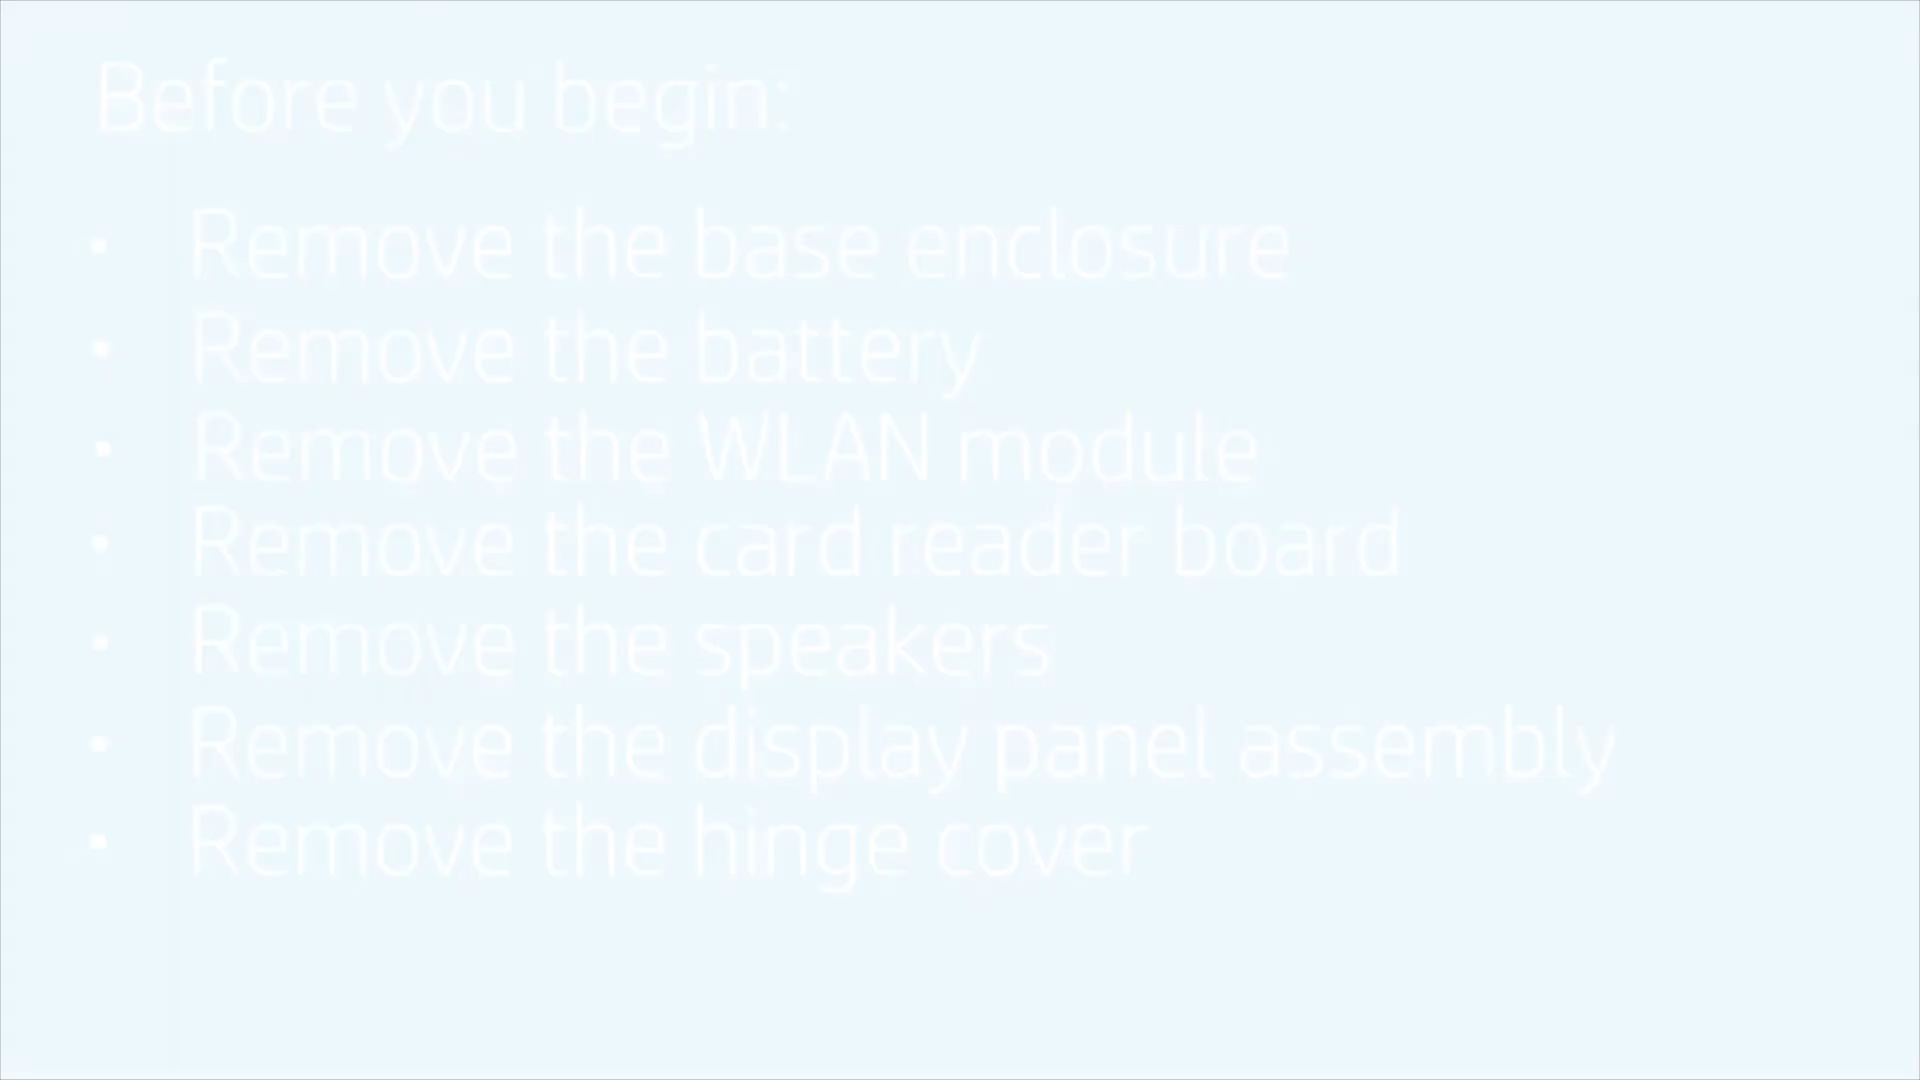 Before you begin:
• Remove the base enclosure
• Remove the battery
• Remove the WLAN module
• Remove the card reader board
• Remove the speakers
• Remove the display panel assembly
• Remove the hinge cover